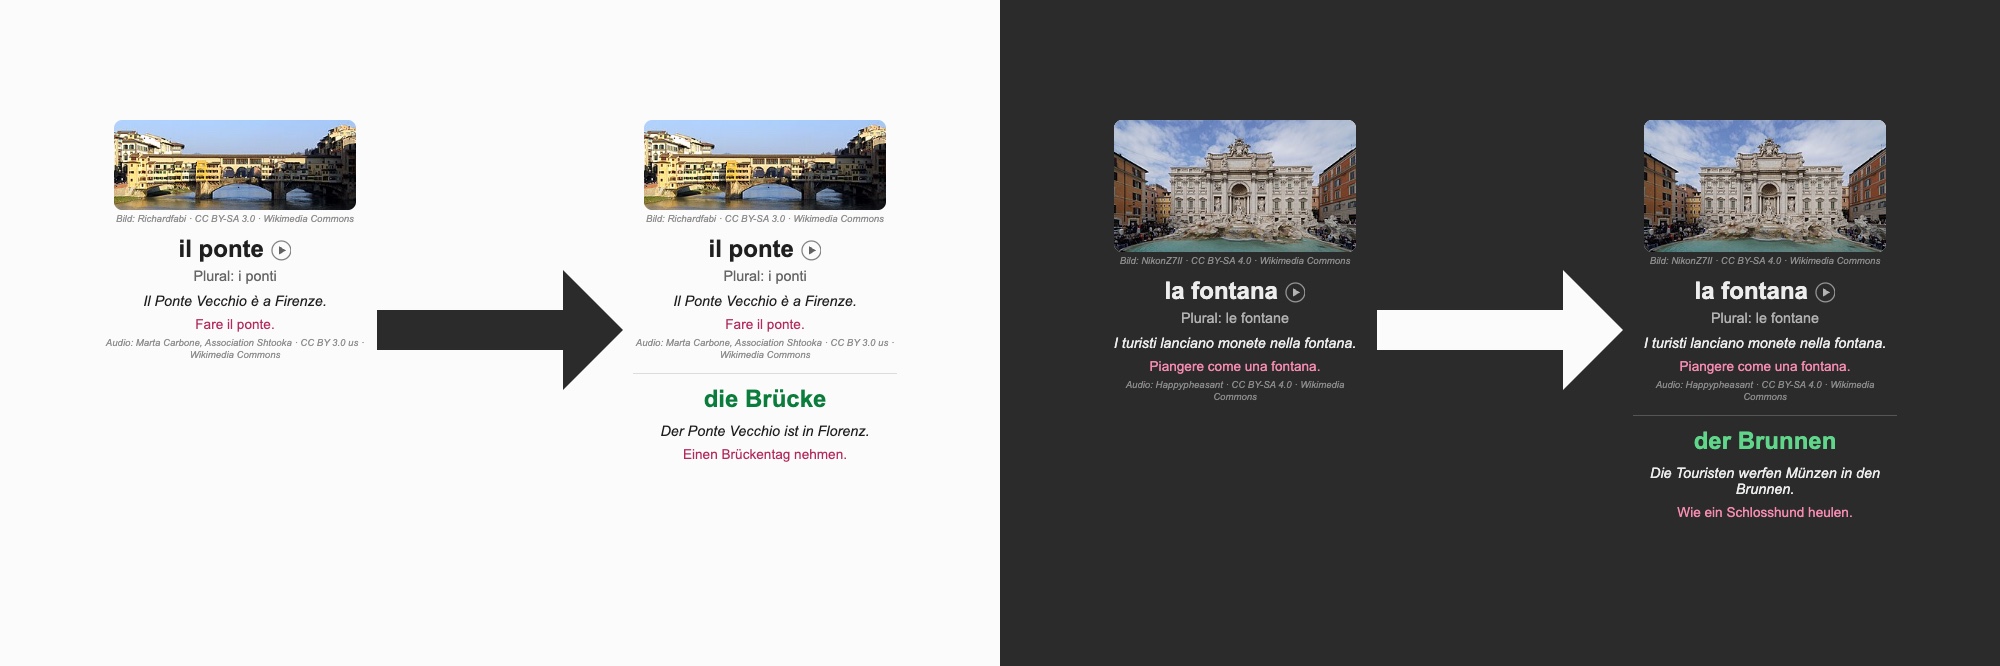 Bild: Richardfabi · CC BY-SA 3.0 · Wikimedia Commons
il ponte
Plural: i ponti
Il Ponte Vecchio è a Firenze.
Fare il ponte.
Audio: Marta Carbone, Association Shtooka · CC BY 3.0 us ·
Wikimedia Commons
Bild: Richardfabi · CC BY-SA 3.0 · Wikimedia Commons
il ponte
Plural: i ponti
Il Ponte Vecchio è a Firenze.
Fare il ponte.
Audio: Marta Carbone, Association Shtooka · CC BY 3.0 us ·
Wikimedia Commons
die Brücke
Der Ponte Vecchio ist in Florenz.
Einen Brückentag nehmen.
Bild: NikonZ7II · CC BY-SA 4.0 · Wikimedia Commons
la fontana
Plural: le fontane
I turisti lanciano monete nella fontana.
Piangere come una fontana.
Audio: Happypheasant · CC BY-SA 4.0 · Wikimedia
Commons
Bild: NikonZ7II · CC BY-SA 4.0 · Wikimedia Commons
la fontana
Plural: le fontane
I turisti lanciano monete nella fontana.
Piangere come una fontana.
Audio: Happypheasant · CC BY-SA 4.0 · Wikimedia
Commons
der Brunnen
Die Touristen werfen Münzen in den
Brunnen.
Wie ein Schlosshund heulen.